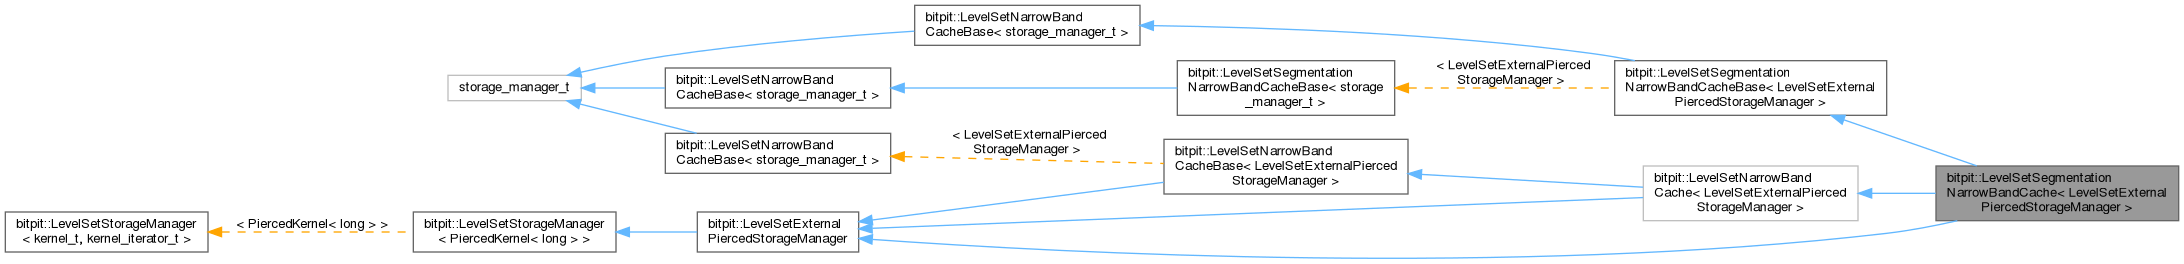 bitpit::LevelSetNarrowBand
CacheBase< storage_manager_t >
storage_manager_t
bitpit::LevelSetNarrowBand
CacheBase< storage_manager_t >
bitpit::LevelSetSegmentation
NarrowBandCacheBase< storage
_manager_t >
< LevelSetExternalPierced
StorageManager >
bitpit::LevelSetSegmentation
NarrowBandCacheBase< LevelSetExternal
PiercedStorageManager >
bitpit::LevelSetNarrowBand
CacheBase< storage_manager_t >
< LevelSetExternalPierced
StorageManager >
bitpit::LevelSetNarrowBand
CacheBase< LevelSetExternalPierced
StorageManager >
bitpit::LevelSetNarrowBand
Cache< LevelSetExternalPierced
StorageManager >
bitpit::LevelSetSegmentation
NarrowBandCache< LevelSetExternal
PiercedStorageManager >
bitpit::LevelSetStorageManager
< kernel_t, kernel_iterator_t >
< PiercedKernel< long > >
bitpit::LevelSetStorageManager
< PiercedKernel< long > >
bitpit::LevelSetExternal
PiercedStorageManager